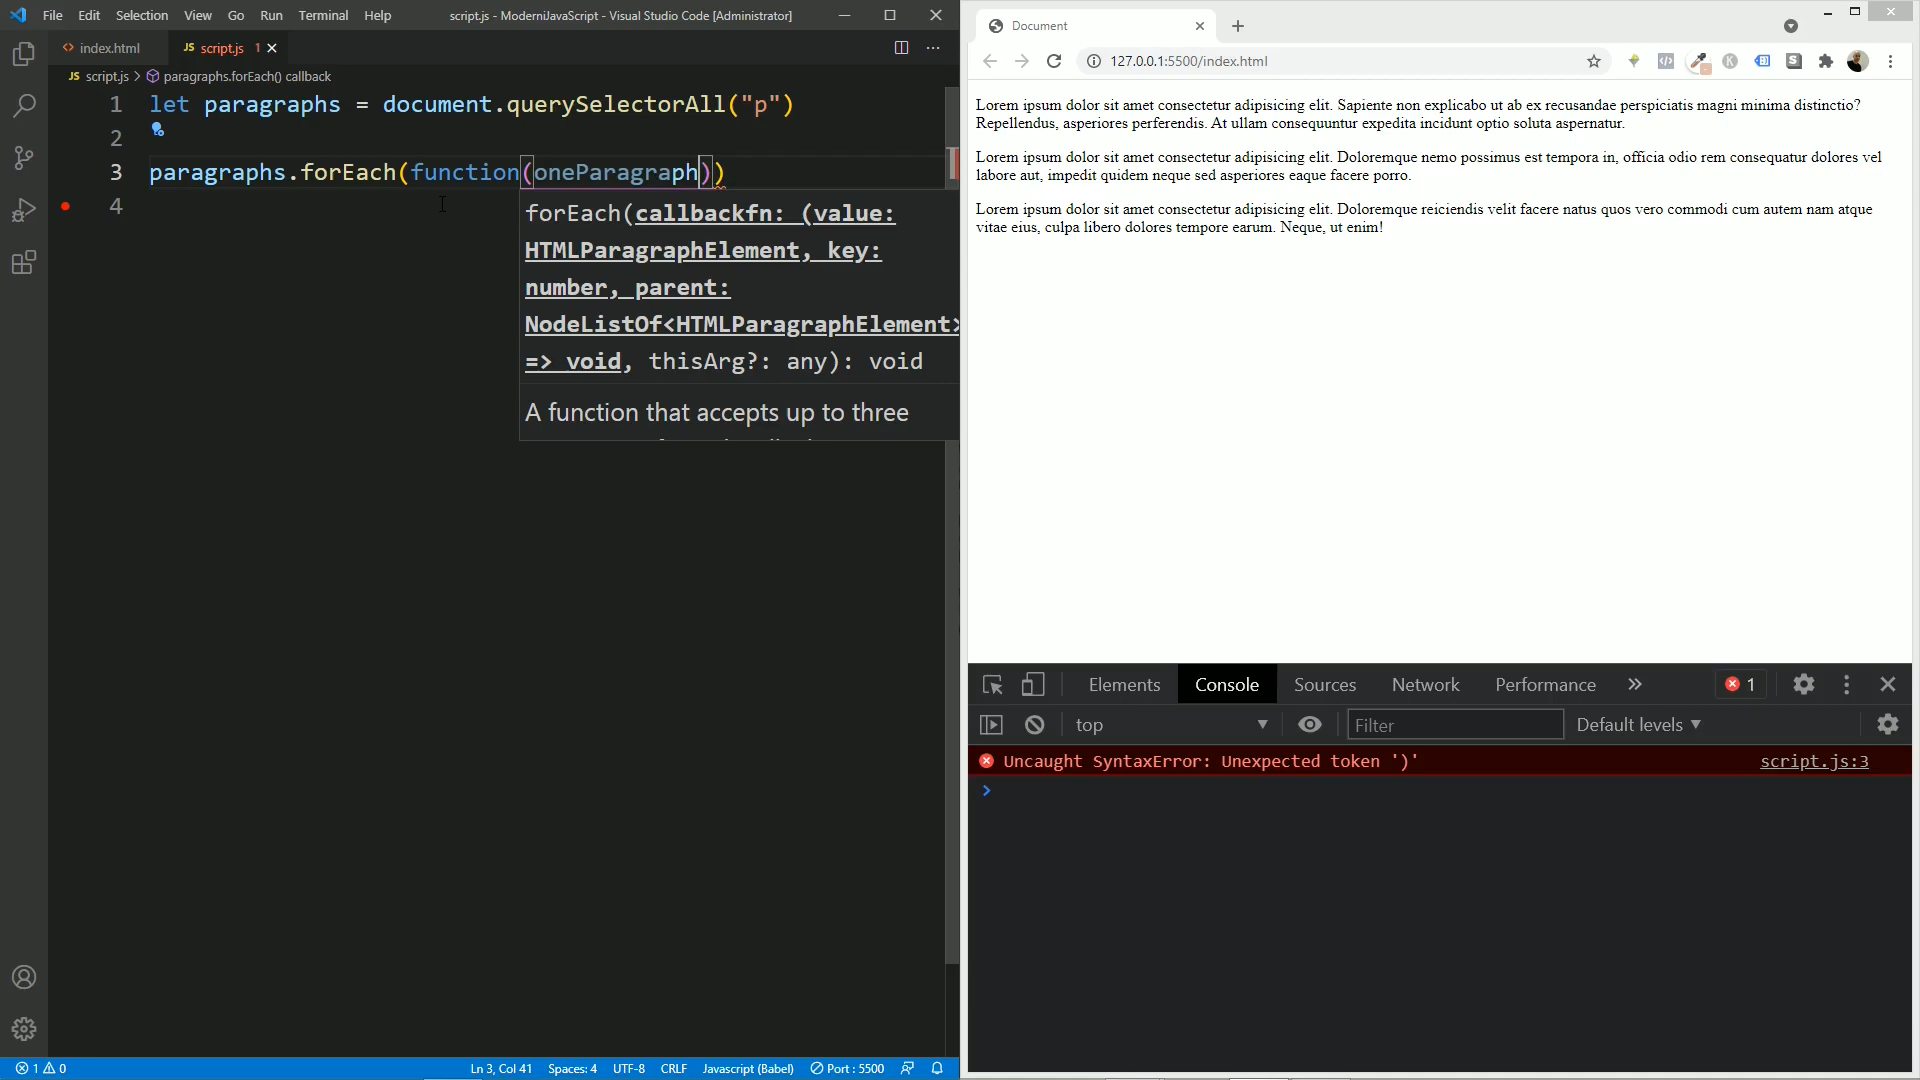 File Edit Selection View Go Run Terminal Help script.js - ModernJavaScript - Visual Studio Code [Administrator]
<> index.html JS script.js 1
JS script.js > paragraphs.forEach() callback
1 let paragraphs = document.querySelectorAll("p")
2
3 paragraphs.forEach(function(oneParagraph))
4
forEach(callbackfn: (value:
HTMLParagraphElement, key:
number, parent:
NodeListOf<HTMLParagraphElement>
=> void, thisArg?: any): void
A function that accepts up to three
1 0 Ln 3, Col 41 Spaces: 4 UTF-8 CRLF Javascript (Babel) Port : 5500
Document
127.0.0.1:5500/index.html
Lorem ipsum dolor sit amet consectetur adipisicing elit. Sapiente non explicabo ut ab ex recusandae perspiciatis magni minima distinctio?
Repellendus, asperiores perferendis. At ullam consequuntur expedita incidunt optio soluta aspernatur.
Lorem ipsum dolor sit amet consectetur adipisicing elit. Doloremque nemo possimus est tempora in, officia odio rem consequatur dolores vel
labore aut, impedit quidem neque sed asperiores eaque facere porro.
Lorem ipsum dolor sit amet consectetur adipisicing elit. Doloremque reiciendis velit facere natus quos vero commodi cum autem nam atque
vitae eius, culpa libero dolores tempore earum. Neque, ut enim!
Elements Console Sources Network Performance 1
top Filter Default levels
Uncaught SyntaxError: Unexpected token ')' script.js:3